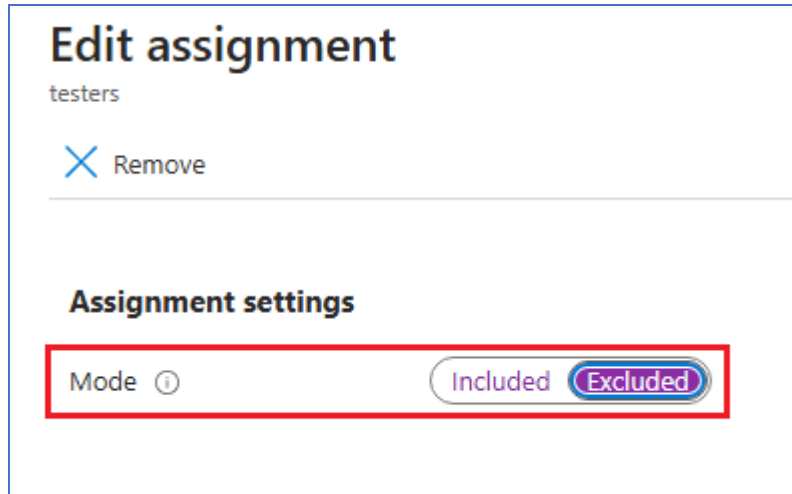 Edit assignment
testers
Remove
Assignment settings
Mode Included Excluded